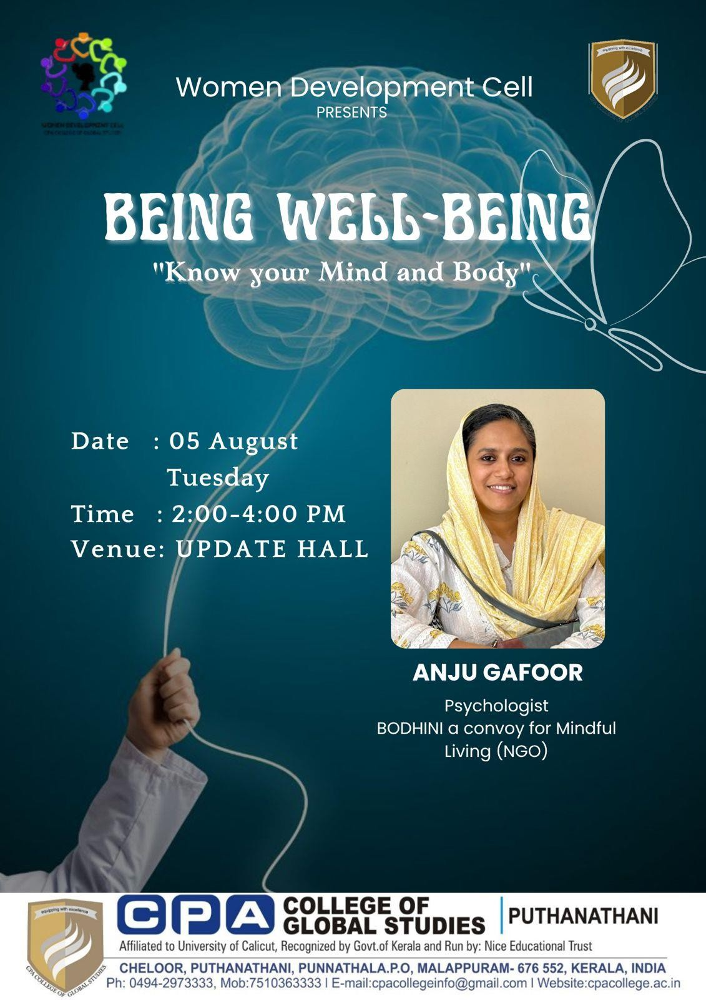 WOMEN DEVELOPMENT CELL
CPA COLLEGE OF GLOBAL STUDIES
equipping with excellence
Women Development Cell
PRESENTS
BEING WELL-BEING
"Know your Mind and Body"
Date : 05 August
Tuesday
Time : 2:00-4:00 PM
Venue: UPDATE HALL
ANJU GAFOOR
Psychologist
BODHINI a convoy for Mindful
Living (NGO)
equipping with excellence
CPA COLLEGE OF GLOBAL STUDIES
CPA COLLEGE OF
GLOBAL STUDIES
PUTHANATHANI
Affiliated to University of Calicut, Recognized by Govt.of Kerala and Run by: Nice Educational Trust
CHELOOR, PUTHANATHANI, PUNNATHALA.P.O, MALAPPURAM- 676 552, KERALA, INDIA
Ph: 0494-2973333, Mob:7510363333 I E-mail:cpacollegeinfo@gmail.com I Website:cpacollege.ac.in